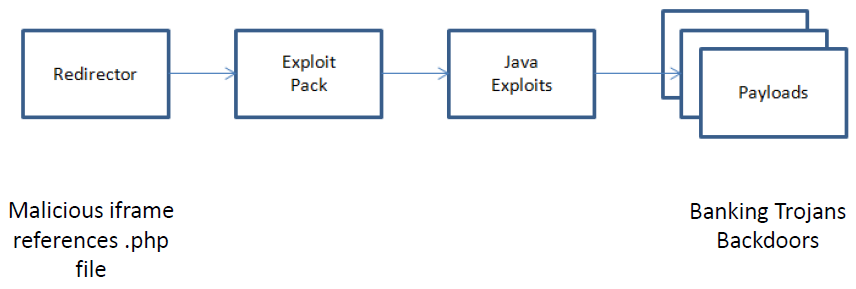 Redirector
Exploit
Pack
Java
Exploits
Payloads
Malicious iframe
references .php
file
Banking Trojans
Backdoors